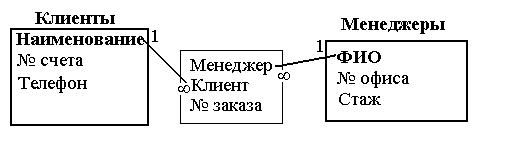 Клиенты
Наименование
№ счета
Телефон
1
∞
Менеджер
Клиент
№ заказа
∞
1
Менеджеры
ФИО
№ офиса
Стаж